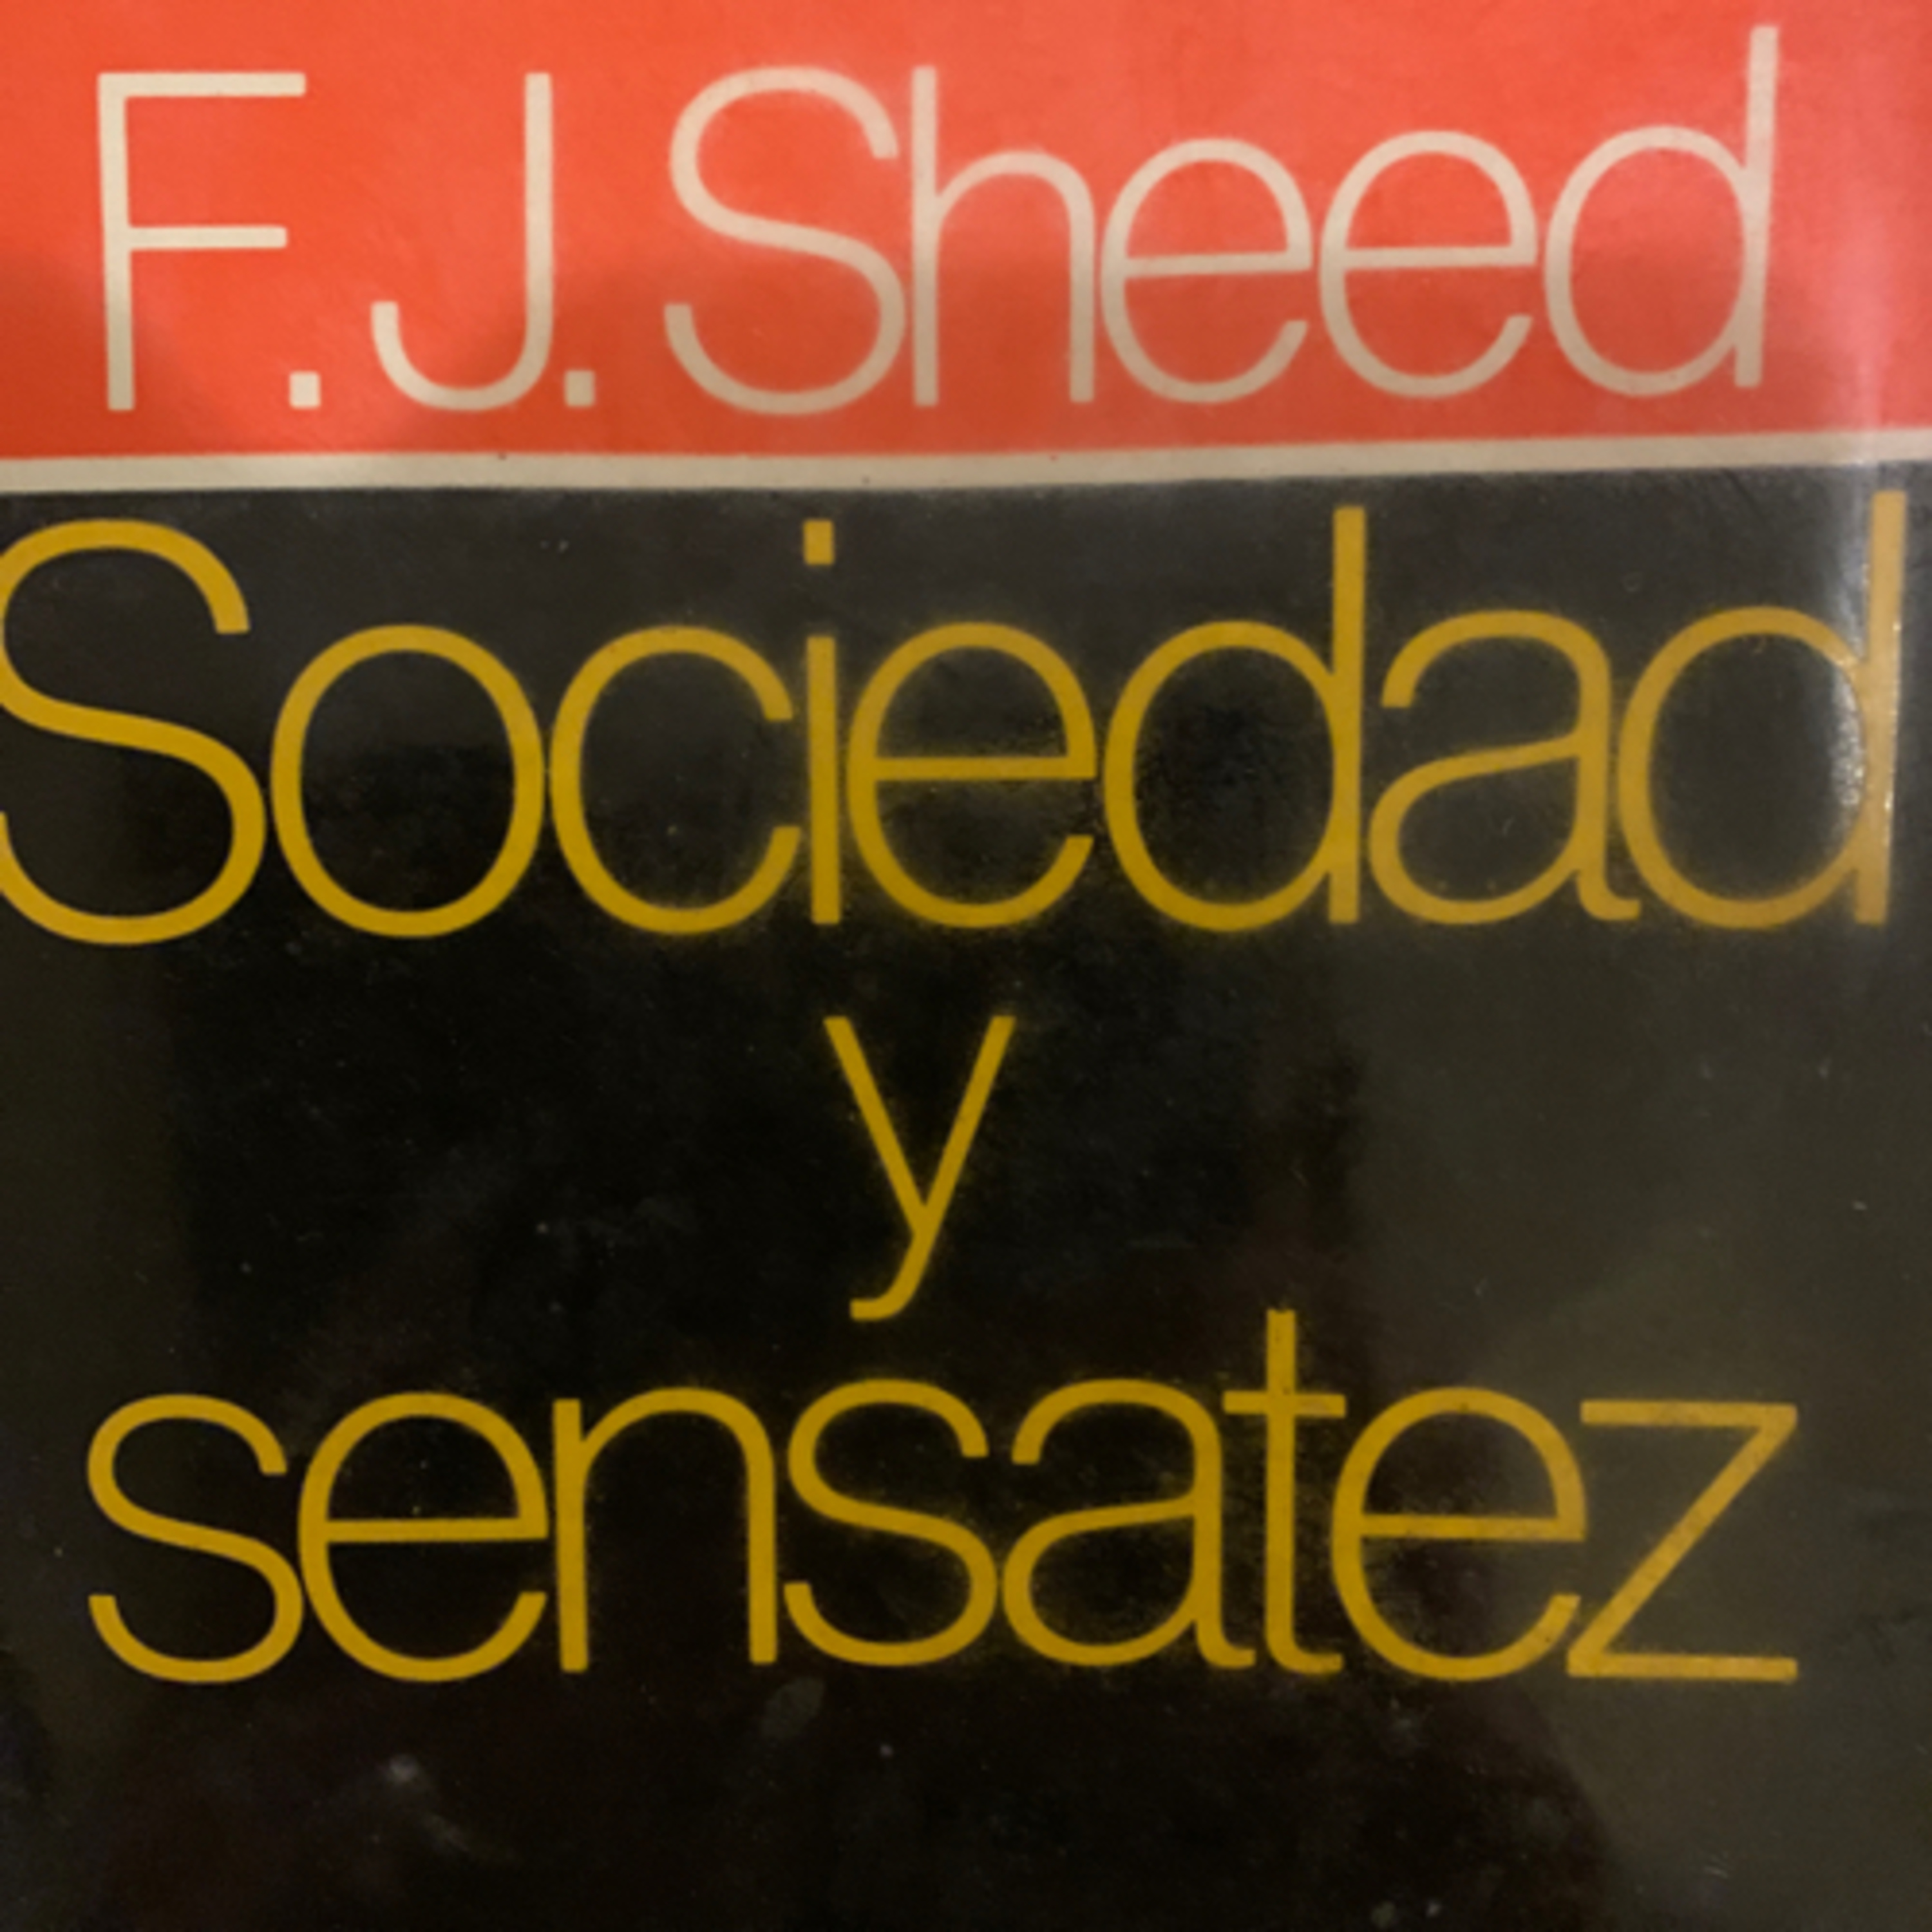 F. J. Sheed
Sociedad
y
sensatez